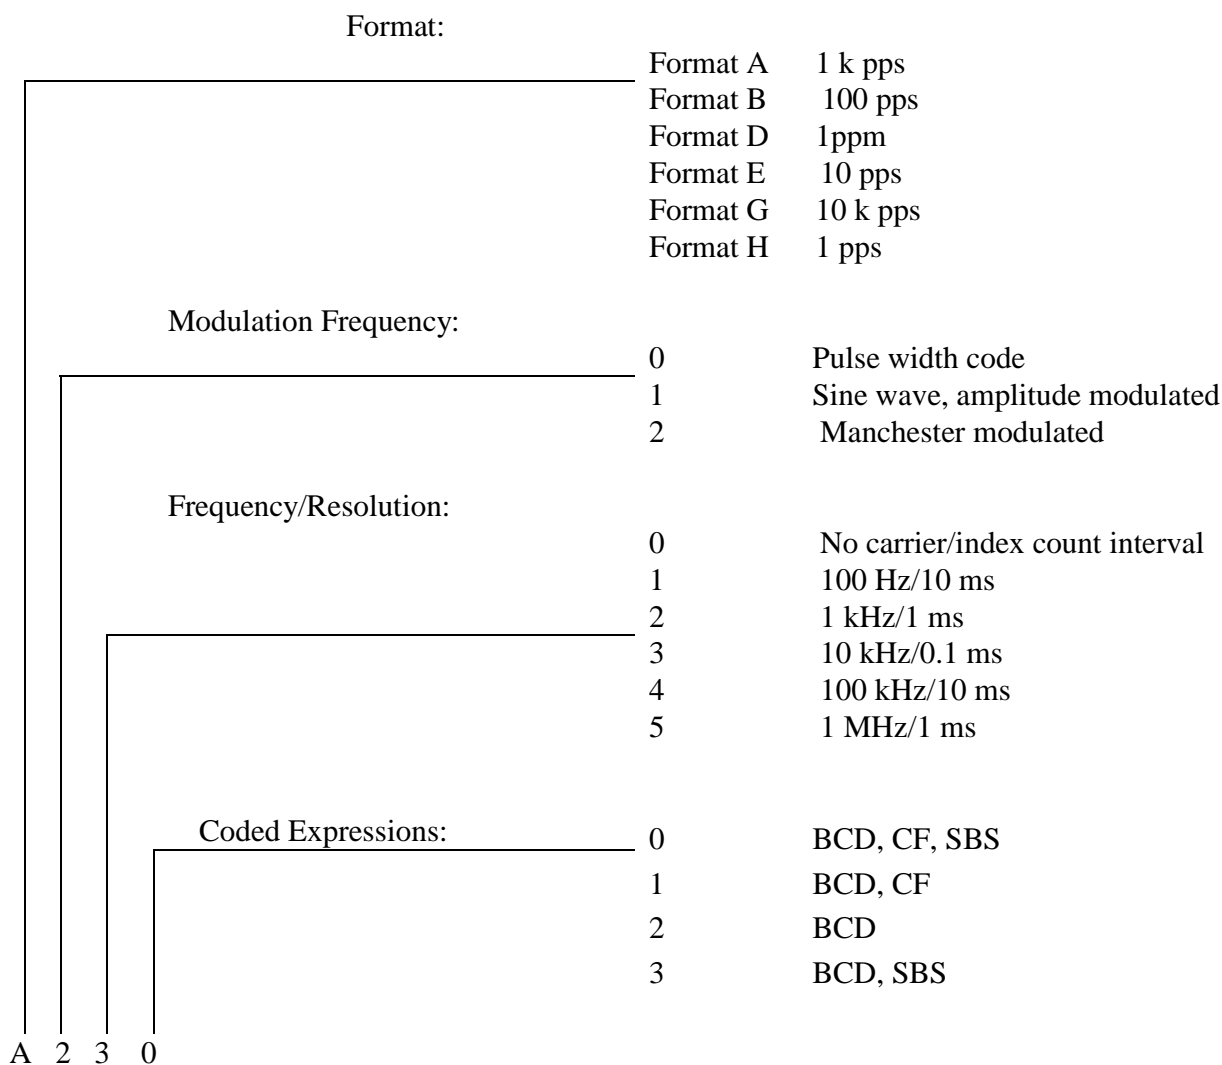 Format:
Format A 1 k pps
Format B 100 pps
Format D 1ppm
Format E 10 pps
Format G 10 k pps
Format H 1 pps
Modulation Frequency:
0 Pulse width code
1 Sine wave, amplitude modulated
2 Manchester modulated
Frequency/Resolution:
0 No carrier/index count interval
1 100 Hz/10 ms
2 1 kHz/1 ms
3 10 kHz/0.1 ms
4 100 kHz/10 ms
5 1 MHz/1 ms
Coded Expressions:
0 BCD, CF, SBS
1 BCD, CF
2 BCD
3 BCD, SBS
A 2 3 0